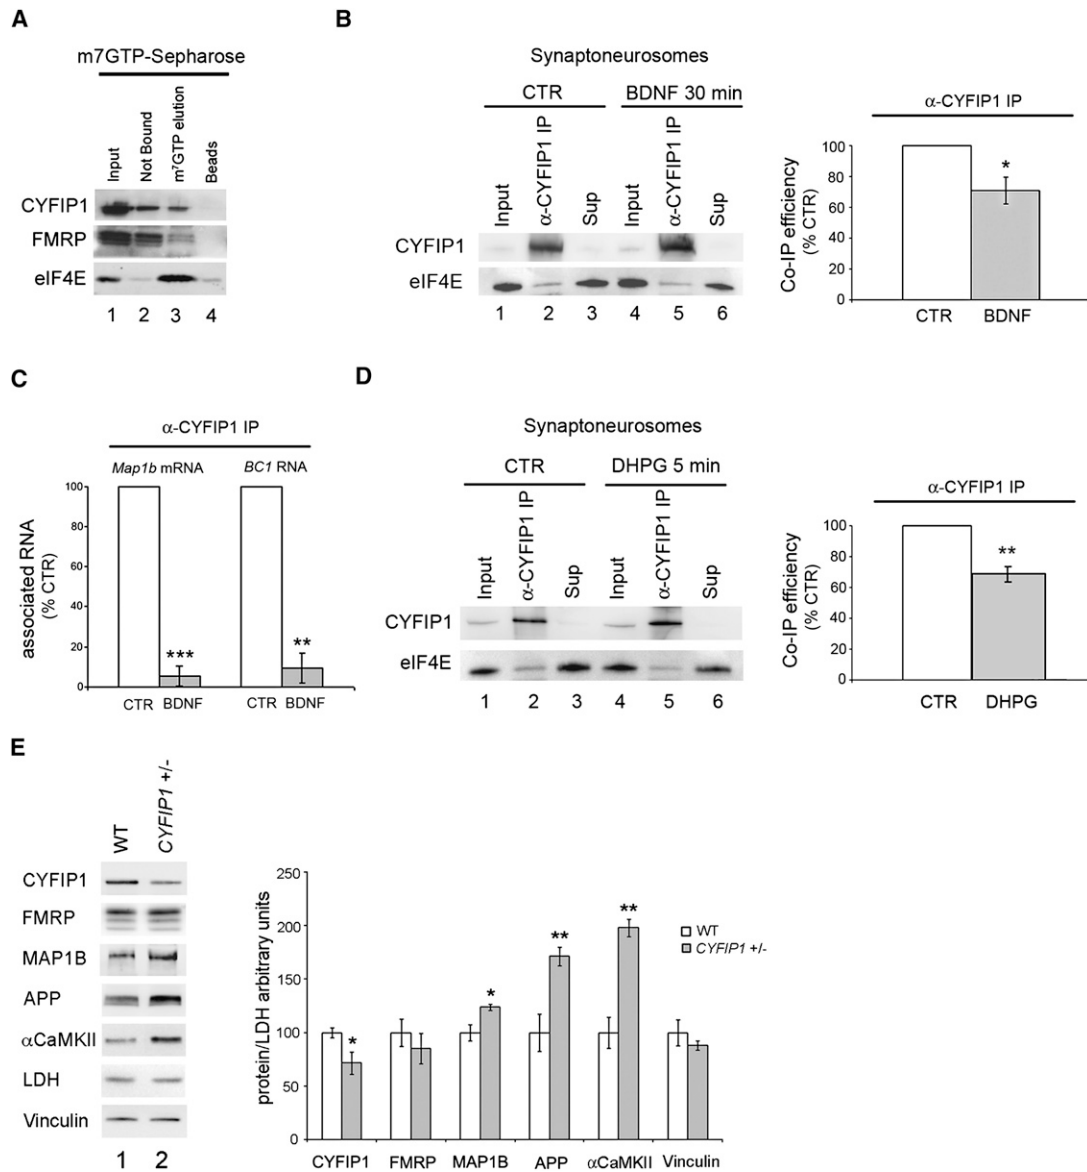 A
m7GTP-Sepharose
Input
Not Bound
m⁷GTP elution
Beads
CYFIP1
FMRP
eIF4E
1 2 3 4
B
Synaptoneurosomes
CTR BDNF 30 min
Input
α-CYFIP1 IP
Sup
Input
α-CYFIP1 IP
Sup
CYFIP1
eIF4E
1 2 3 4 5 6
α-CYFIP1 IP
Co-IP efficiency
(% CTR)
100
80
60
40
20
0
*
CTR BDNF
C
α-CYFIP1 IP
Map1b mRNA BC1 RNA
associated RNA
(% CTR)
100
80
60
40
20
0
*** **
CTR BDNF CTR BDNF
D
Synaptoneurosomes
CTR DHPG 5 min
Input
α-CYFIP1 IP
Sup
Input
α-CYFIP1 IP
Sup
CYFIP1
eIF4E
1 2 3 4 5 6
α-CYFIP1 IP
Co-IP efficiency
(% CTR)
100
80
60
40
20
0
**
CTR DHPG
E
WT
CYFIP1 +/-
CYFIP1
FMRP
MAP1B
APP
αCaMKII
LDH
Vinculin
1 2
protein/LDH arbitrary units
250
200
150
100
50
0
* * ** **
WT
CYFIP1 +/-
CYFIP1 FMRP MAP1B APP αCaMKII Vinculin